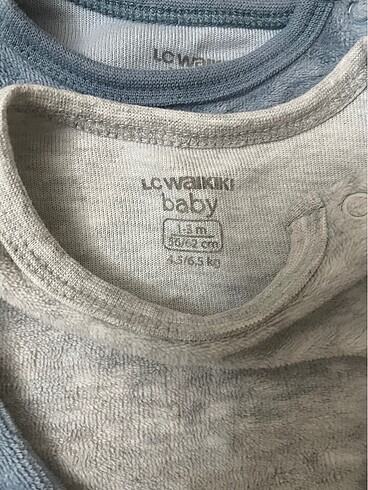 LC WAIKIKI
LC WAIKIKI
baby
1-3 m
56/62 cm
4.5/6.5 kg